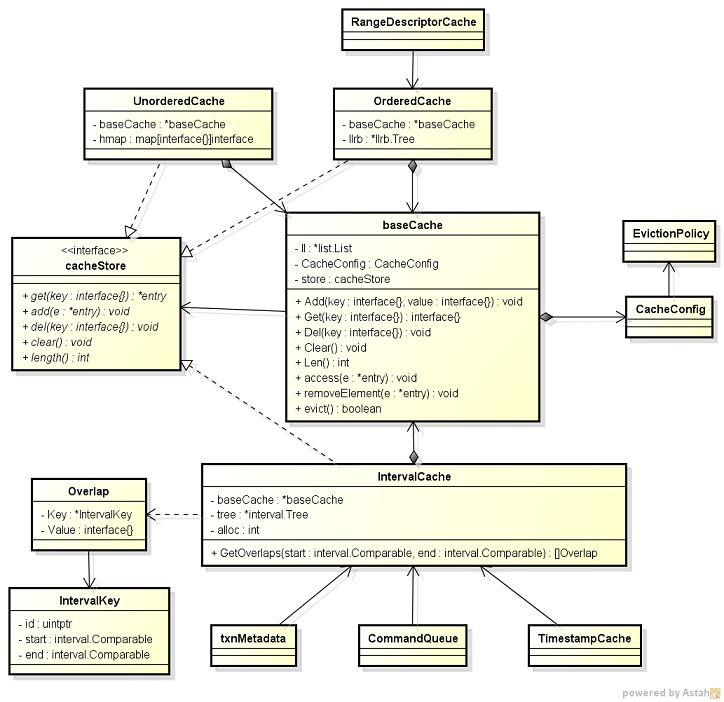 RangeDescriptorCache
UnorderedCache
- baseCache : *baseCache
- hmap : map[interface{}]interface
OrderedCache
- baseCache : *baseCache
- llrb : *llrb.Tree
<<interface>>
cacheStore
+ get(key : interface{}) : *entry
+ add(e : *entry) : void
+ del(key : interface{}) : void
+ clear() : void
+ length() : int
baseCache
- ll : *list.List
- CacheConfig : CacheConfig
- store : cacheStore
+ Add(key : interface{}, value : interface{}) : void
+ Get(key : interface{}) : interface{}
+ Del(key : interface{}) : void
+ Clear() : void
+ Len() : int
+ access(e : *entry) : void
+ removeElement(e : *entry) : void
+ evict() : boolean
EvictionPolicy
CacheConfig
Overlap
- Key : *IntervalKey
- Value : interface{}
IntervalCache
- baseCache : *baseCache
- tree : *interval.Tree
- alloc : int
+ GetOverlaps(start : interval.Comparable, end : interval.Comparable) : []Overlap
IntervalKey
- id : uintptr
- start : interval.Comparable
- end : interval.Comparable
txnMetadata
CommandQueue
TimestampCache
powered by Astah